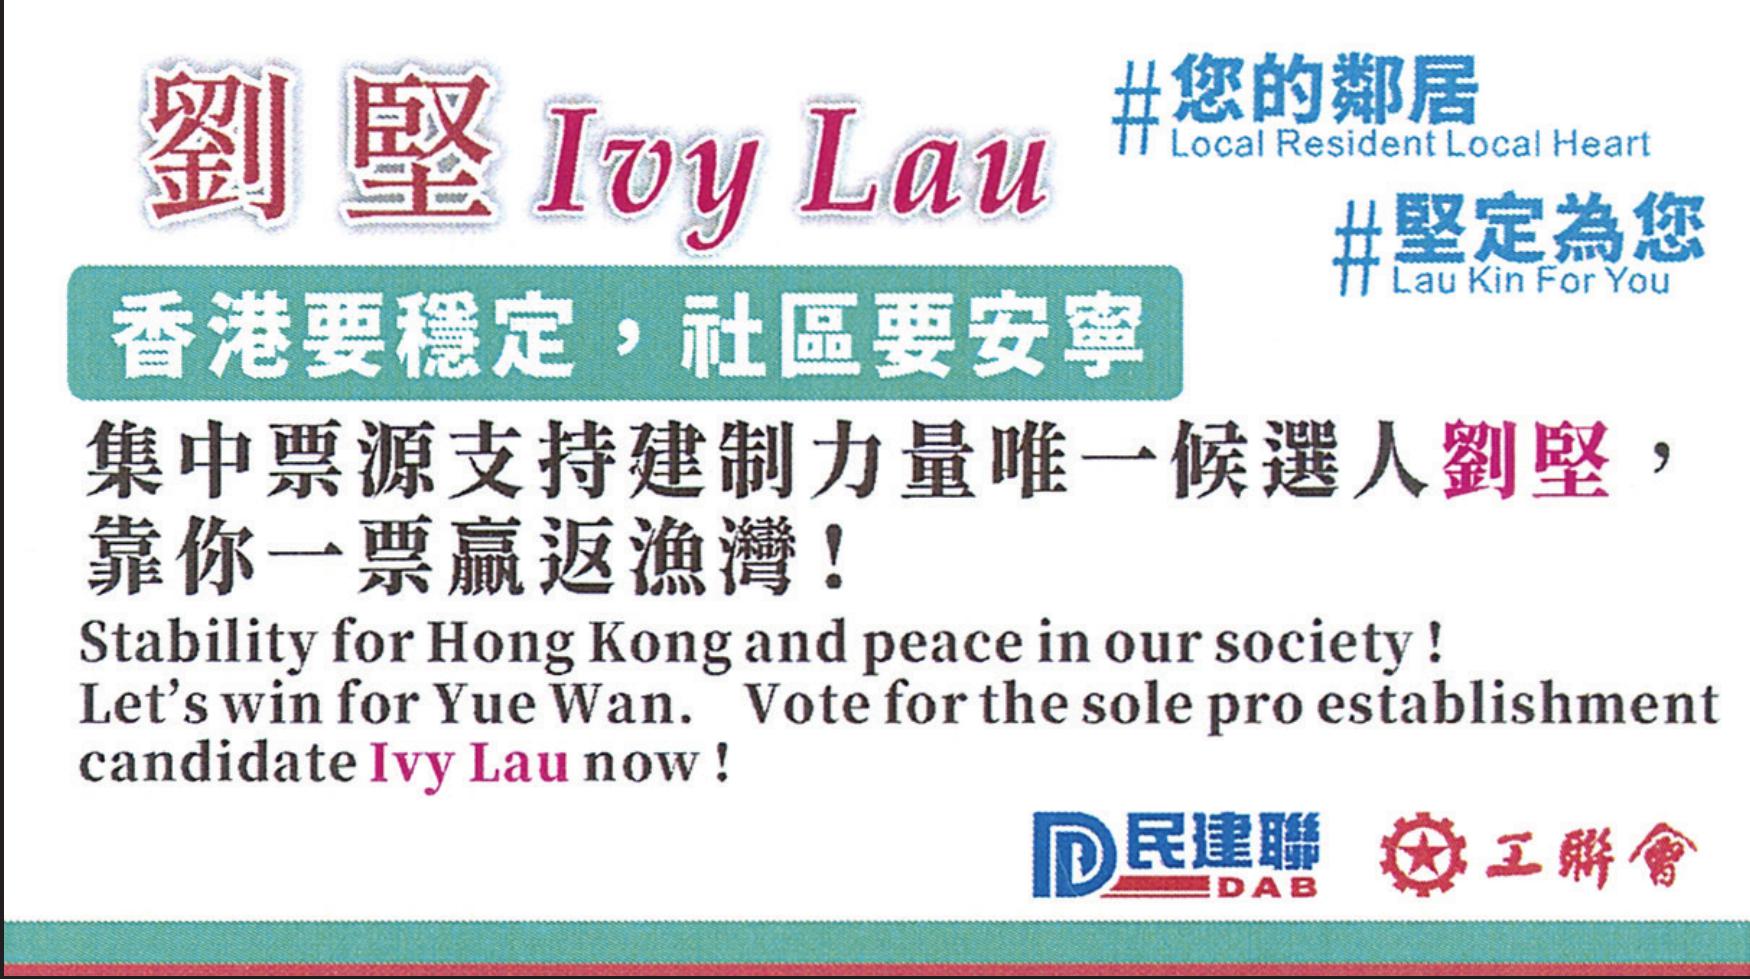 劉堅 Ivy Lau
#您的鄰居
Local Resident Local Heart
#堅定為您
Lau Kin For You
香港要穩定，社區要安寧
集中票源支持建制力量唯一候選人劉堅，
靠你一票贏返漁灣！
Stability for Hong Kong and peace in our society !
Let's win for Yue Wan. Vote for the sole pro establishment
candidate Ivy Lau now !
民建聯
DAB
工聯會